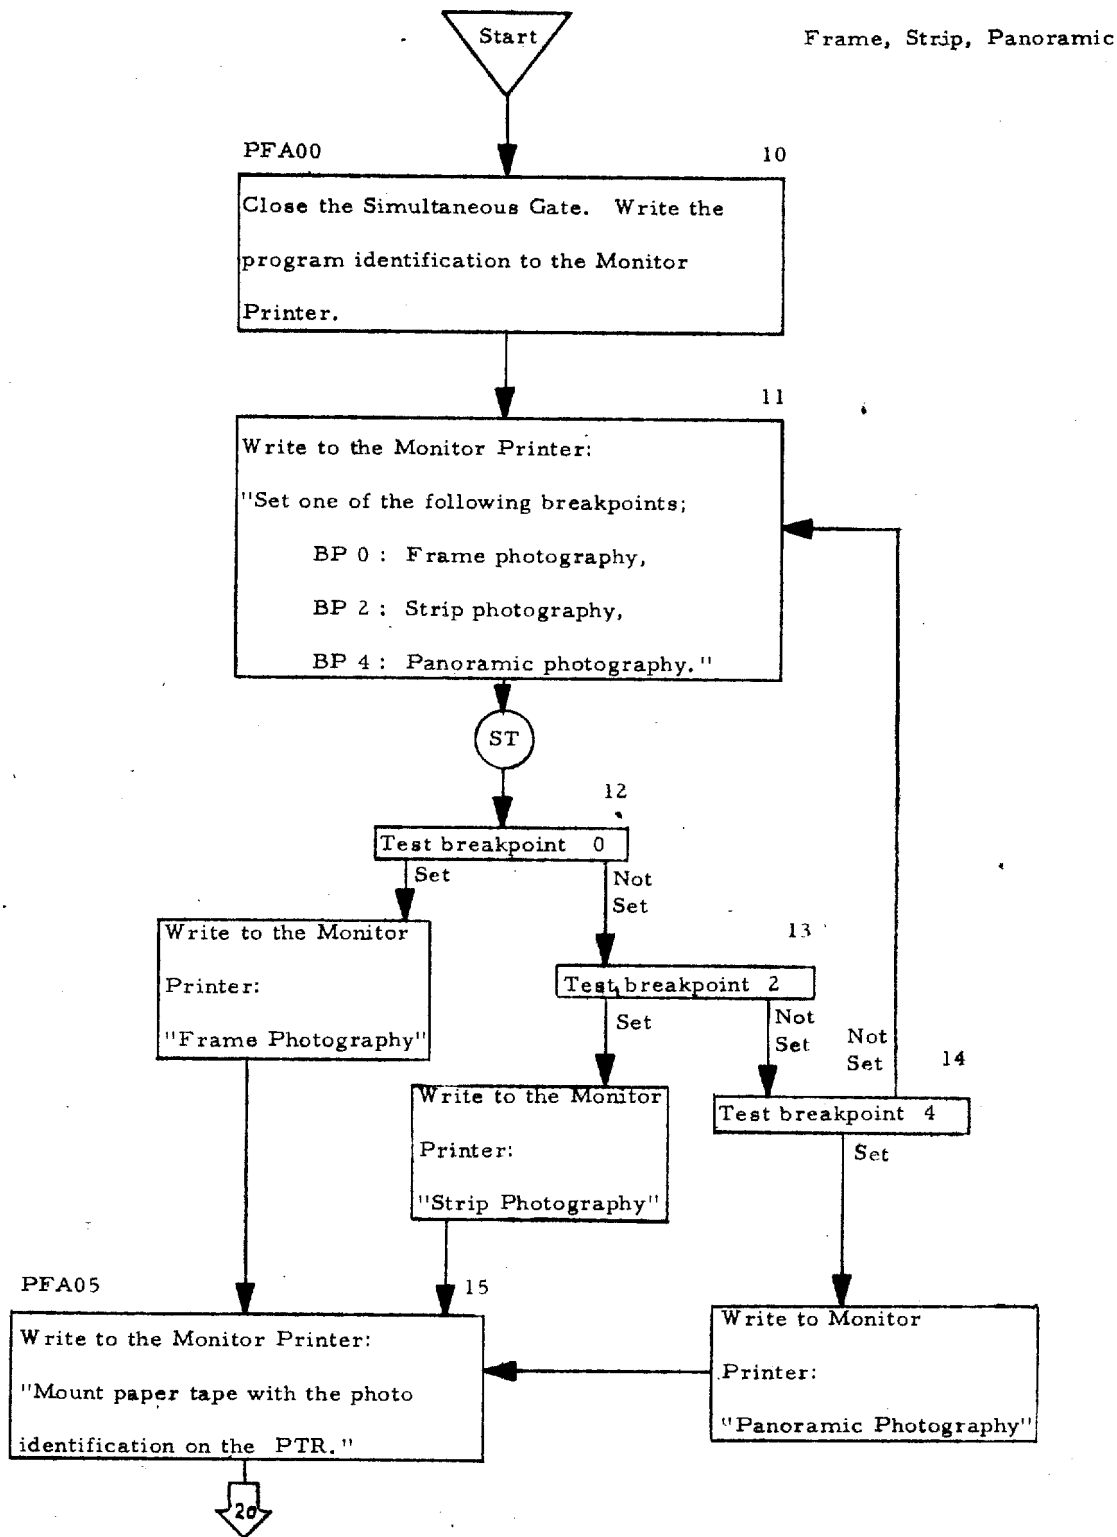 Start
Frame, Strip, Panoramic
PFA00
10
Close the Simultaneous Gate. Write the
program identification to the Monitor
Printer.
11
Write to the Monitor Printer:
"Set one of the following breakpoints;
BP 0 : Frame photography,
BP 2 : Strip photography,
BP 4 : Panoramic photography."
ST
12
Test breakpoint 0
Set
Not
Set
Write to the Monitor
Printer:
"Frame Photography"
13
Test breakpoint 2
Set
Not
Set
Not
Set
14
Write to the Monitor
Printer:
"Strip Photography"
Test breakpoint 4
Set
PFA05
15
Write to the Monitor Printer:
"Mount paper tape with the photo
identification on the PTR."
Write to Monitor
Printer:
"Panoramic Photography"
20